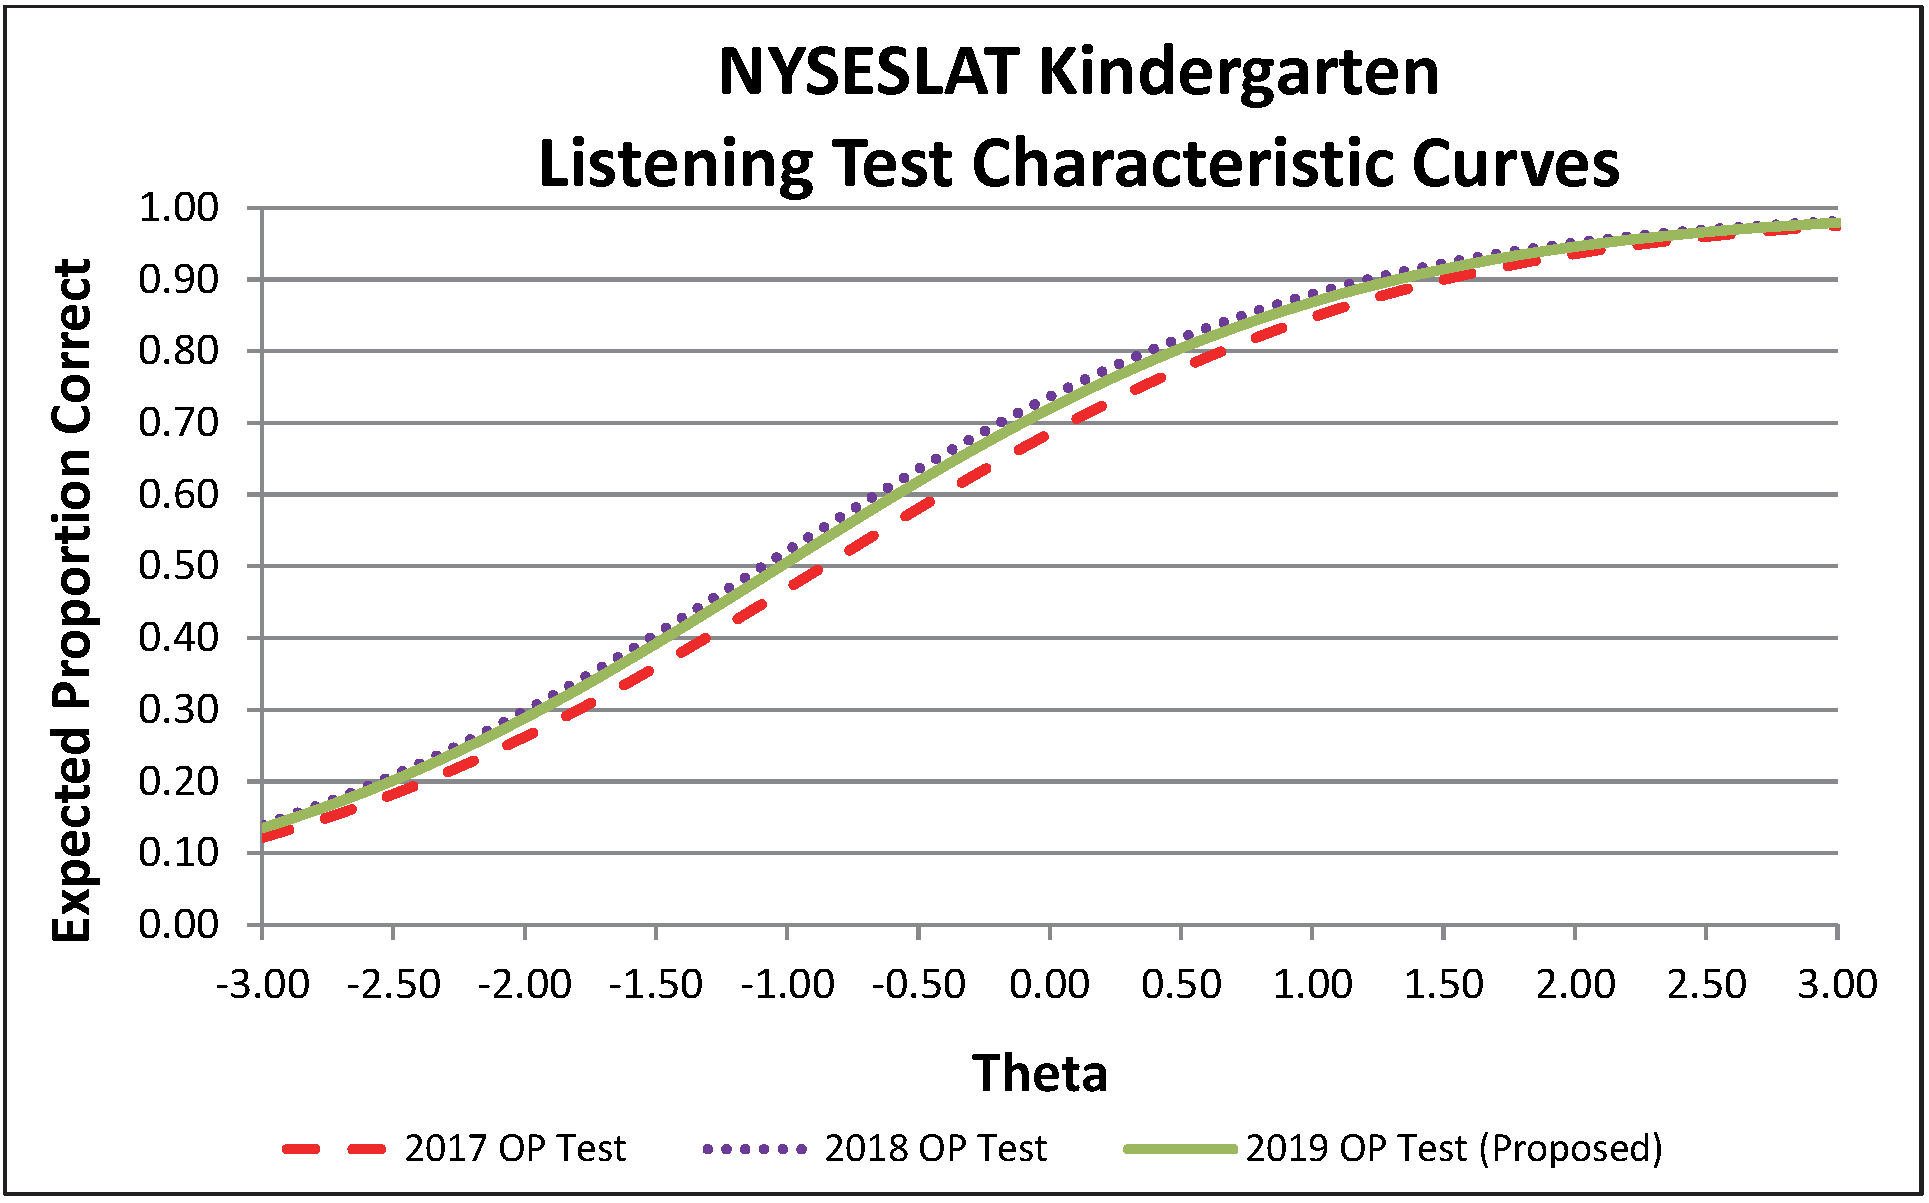 NYSESLAT Kindergarten
Listening Test Characteristic Curves
Expected Proportion Correct
1.00
0.90
0.80
0.70
0.60
0.50
0.40
0.30
0.20
0.10
0.00
-3.00 -2.50 -2.00 -1.50 -1.00 -0.50 0.00 0.50 1.00 1.50 2.00 2.50 3.00
Theta
2017 OP Test 2018 OP Test 2019 OP Test (Proposed)